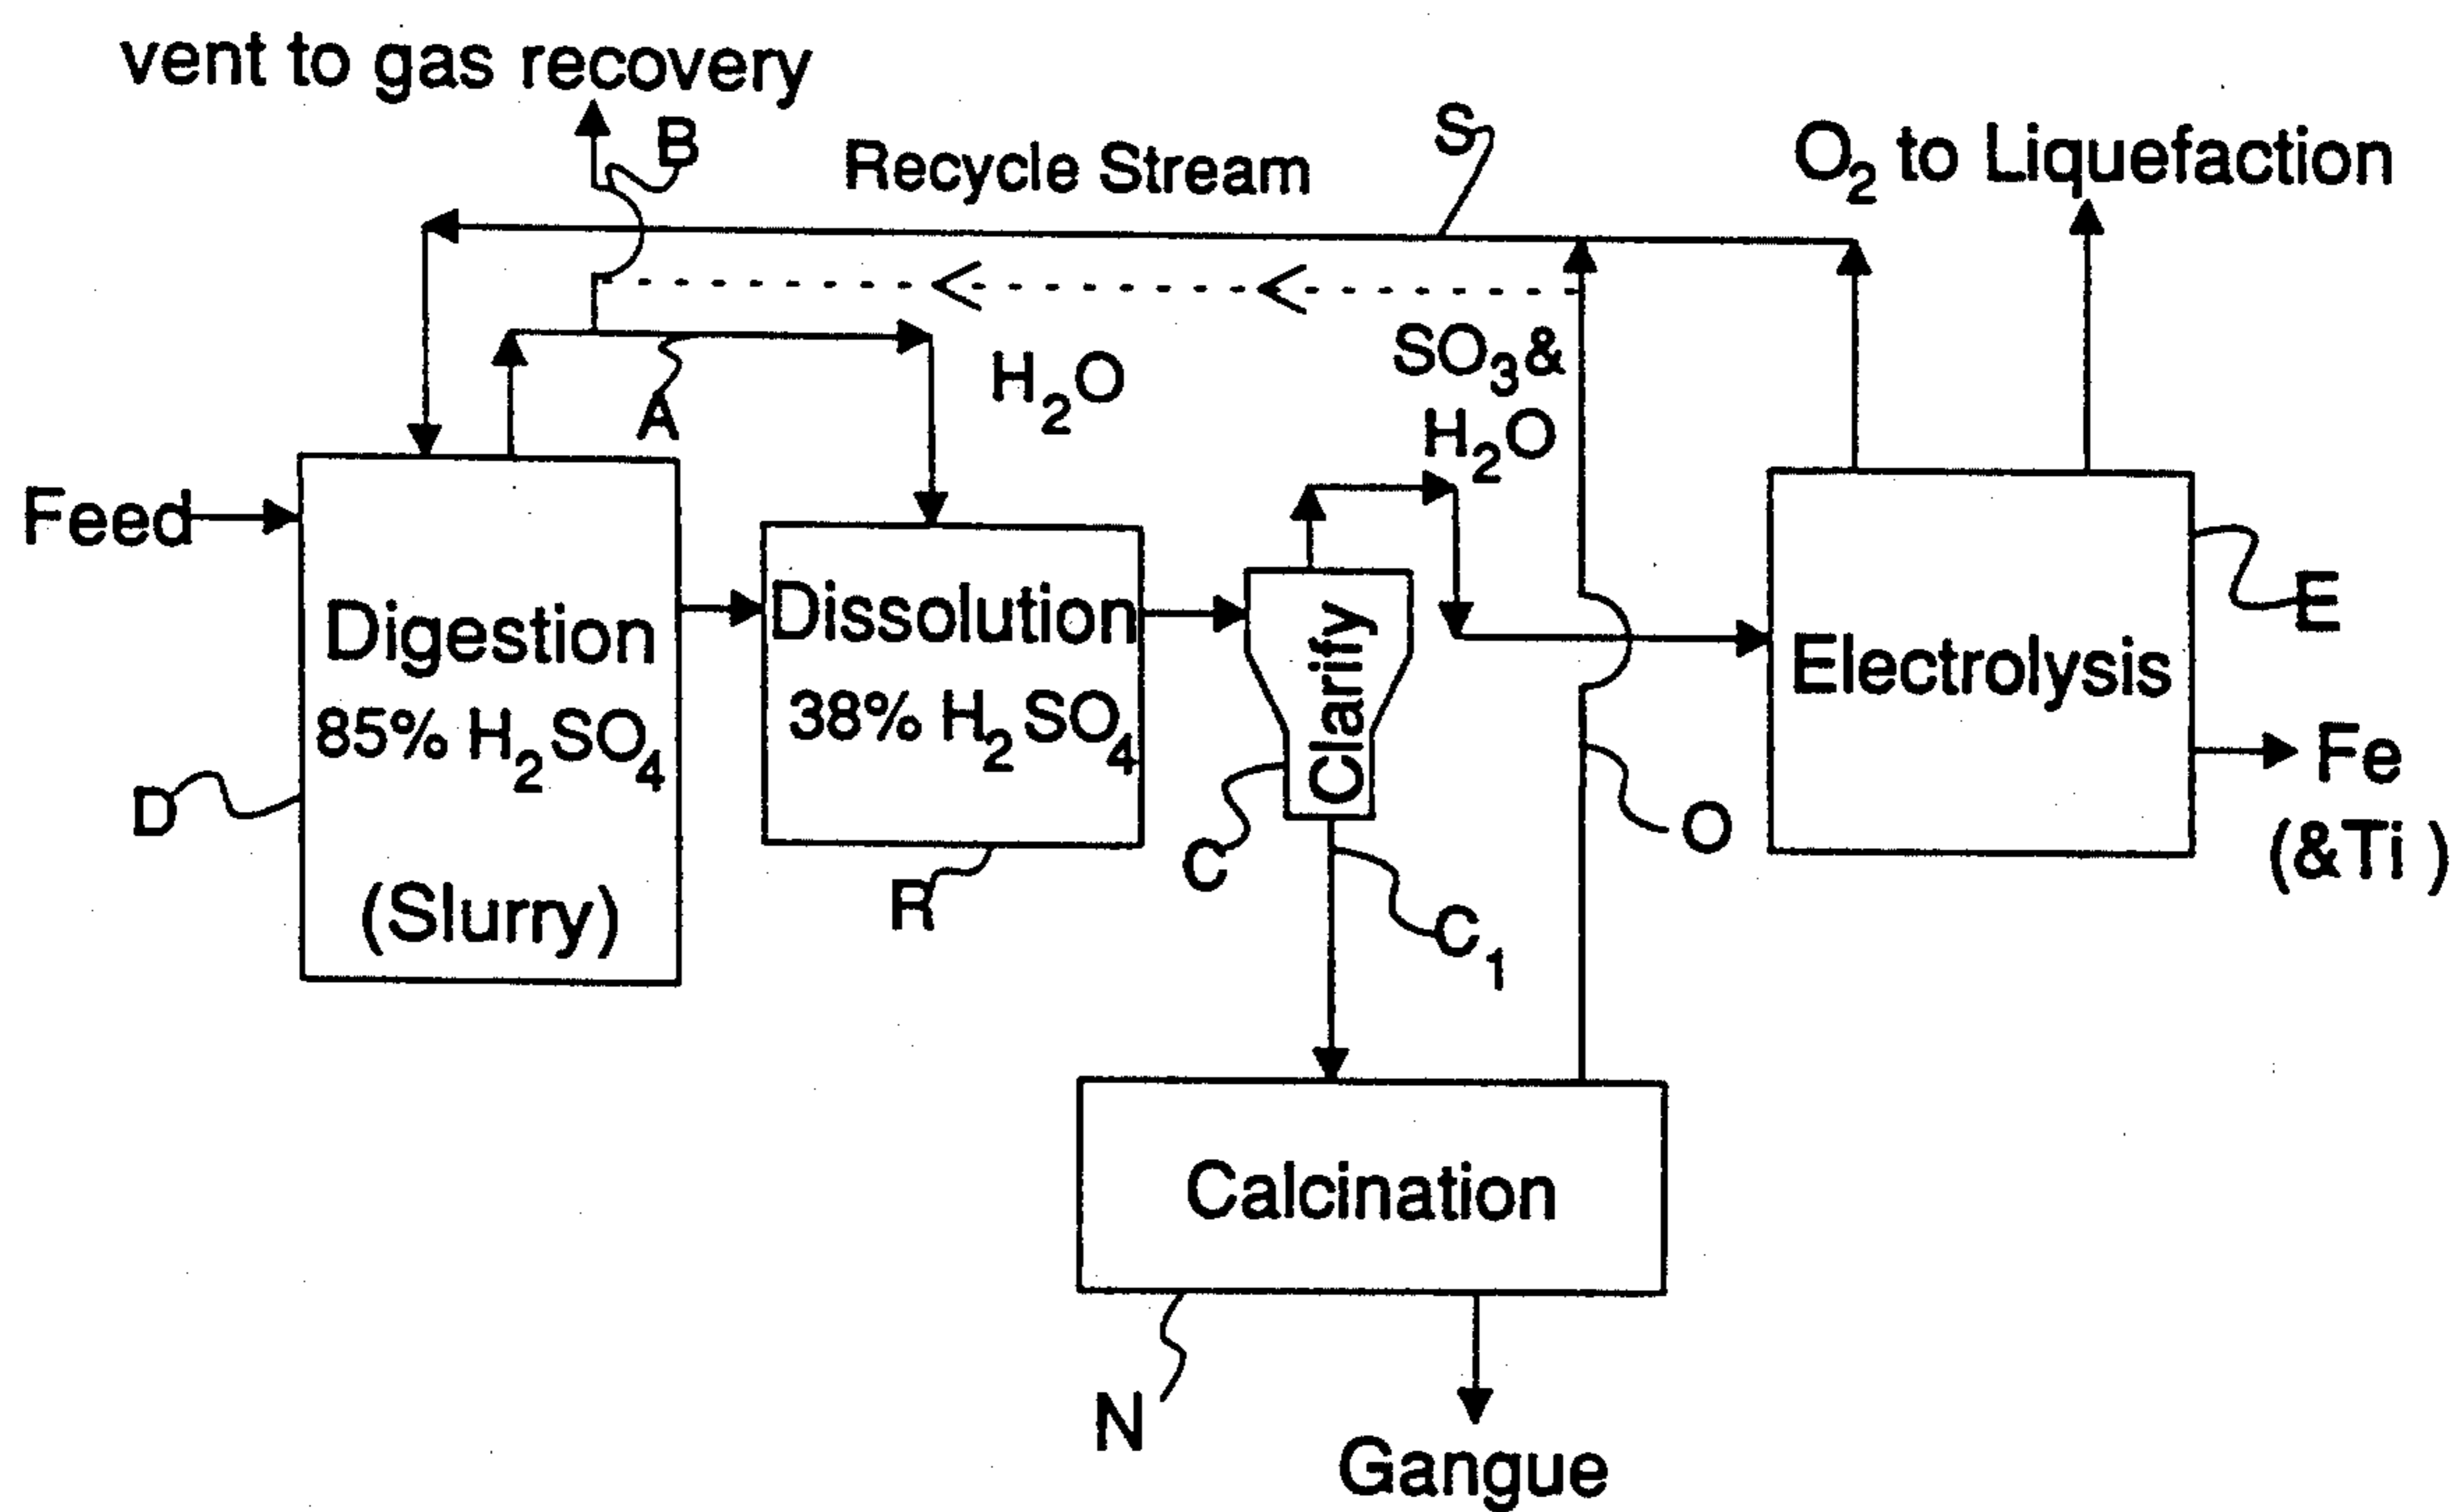 vent to gas recovery
B
Recycle Stream
S
O2 to Liquefaction
A
H2O
SO3&
H2O
Feed
Digestion
85% H2SO4
(Slurry)
D
Dissolution
38% H2SO4
R
Clarify
C
C1
Electrolysis
E
O
Fe
(&Ti )
Calcination
N
Gangue